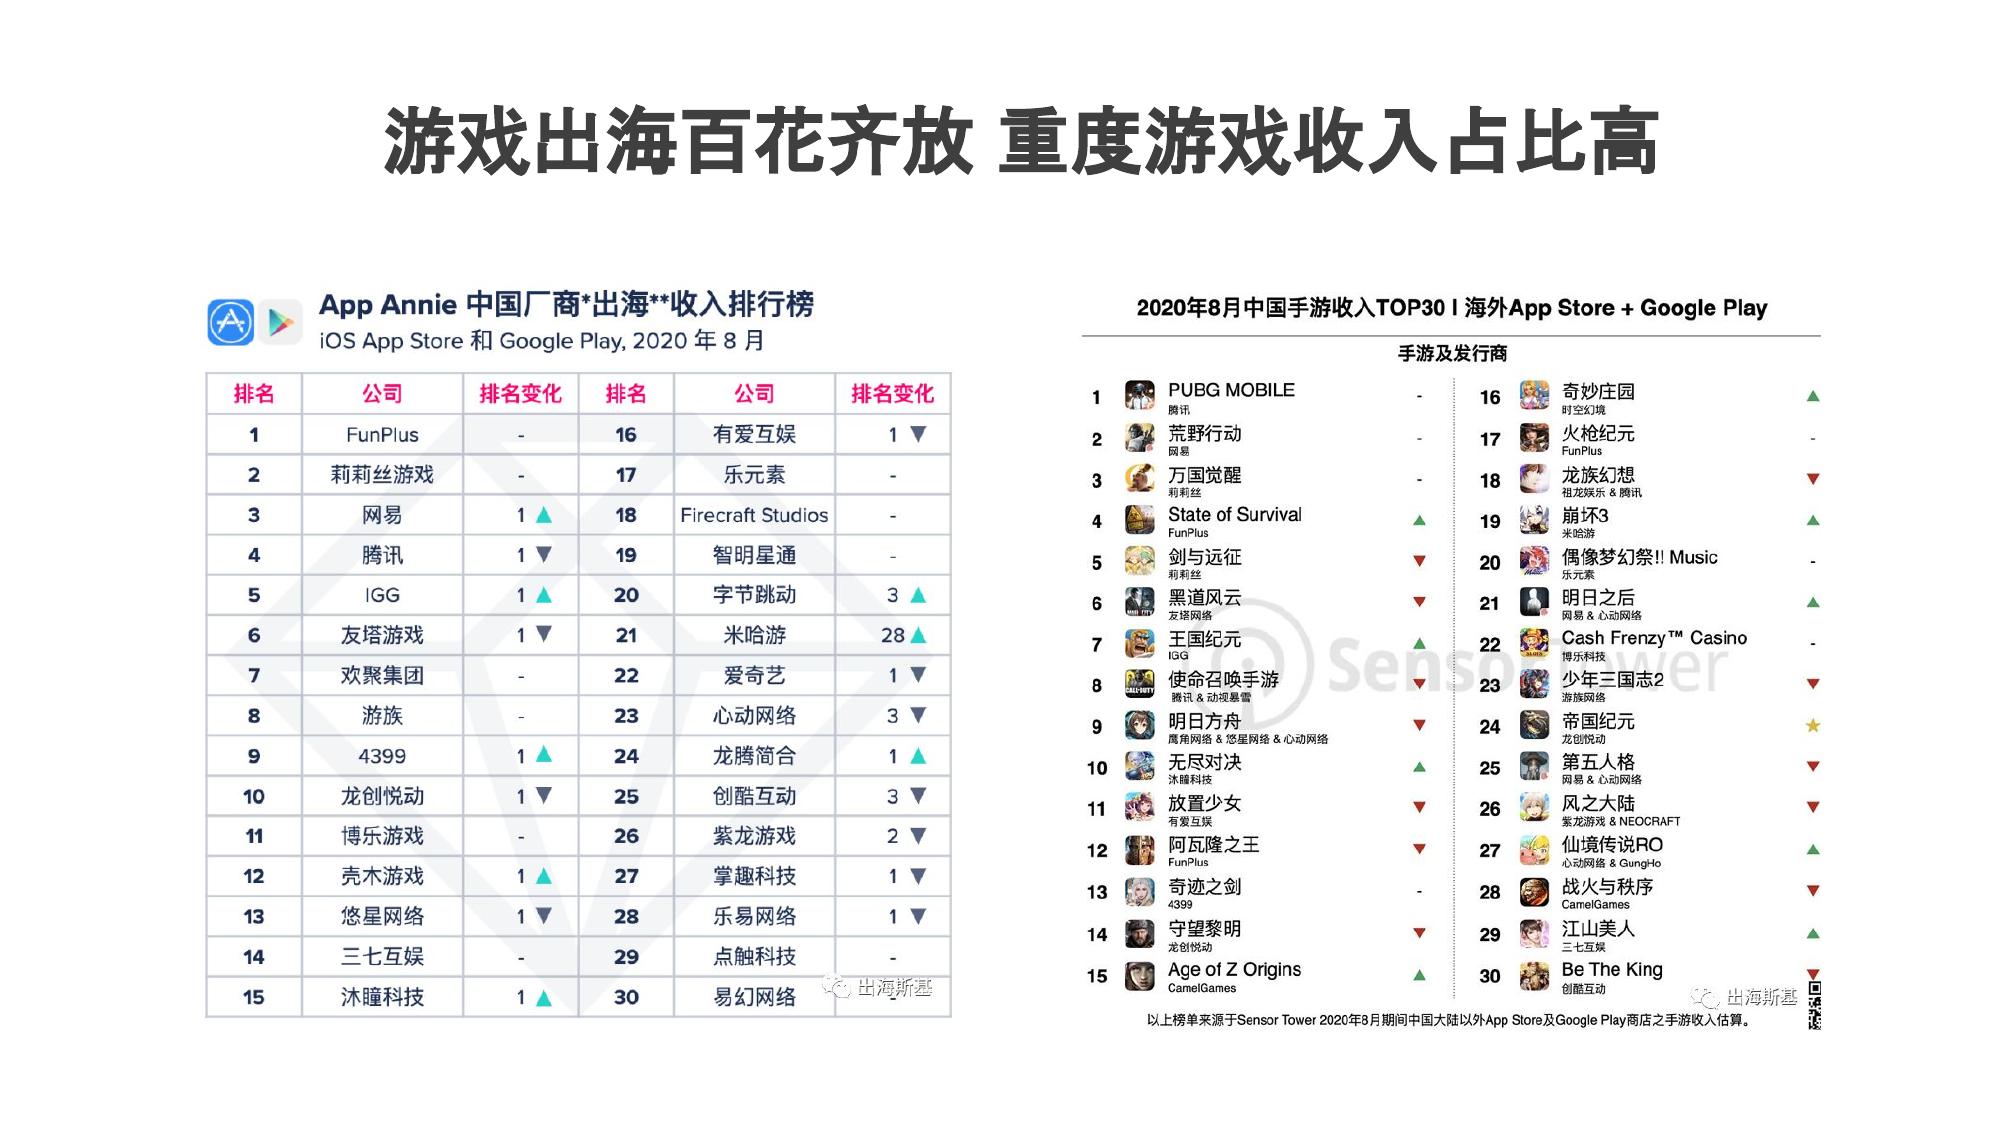 游戏出海百花齐放 重度游戏收入占比高
App Annie 中国厂商*出海**收入排行榜
iOS App Store 和 Google Play, 2020 年 8 月
排名 公司 排名变化 排名 公司 排名变化
1 FunPlus - 16 有爱互娱 1 ▼
2 莉莉丝游戏 - 17 乐元素 -
3 网易 1 ▲ 18 Firecraft Studios -
4 腾讯 1 ▼ 19 智明星通 -
5 IGG 1 ▲ 20 字节跳动 3 ▲
6 友塔游戏 1 ▼ 21 米哈游 28 ▲
7 欢聚集团 - 22 爱奇艺 1 ▼
8 游族 - 23 心动网络 3 ▼
9 4399 1 ▲ 24 龙腾简合 1 ▲
10 龙创悦动 1 ▼ 25 创酷互动 3 ▼
11 博乐游戏 - 26 紫龙游戏 2 ▼
12 壳木游戏 1 ▲ 27 掌趣科技 1 ▼
13 悠星网络 1 ▼ 28 乐易网络 1 ▼
14 三七互娱 - 29 点触科技 -
15 沐瞳科技 1 ▲ 30 易幻网络 -
出海斯基
2020年8月中国手游收入TOP30 | 海外App Store + Google Play
手游及发行商
1 PUBG MOBILE -
腾讯
2 荒野行动 -
网易
3 万国觉醒 -
莉莉丝
4 State of Survival ▲
FunPlus
5 剑与远征 ▼
莉莉丝
6 黑道风云 ▼
友塔网络
7 王国纪元 ▲
IGG
8 使命召唤手游 ▼
腾讯 & 动视暴雪
9 明日方舟 ▼
鹰角网络 & 悠星网络 & 心动网络
10 无尽对决 ▲
沐瞳科技
11 放置少女 ▼
有爱互娱
12 阿瓦隆之王 ▼
FunPlus
13 奇迹之剑 -
4399
14 守望黎明 ▼
龙创悦动
15 Age of Z Origins ▲
CamelGames
16 奇妙庄园 ▲
时空幻境
17 火枪纪元 -
FunPlus
18 龙族幻想 ▼
祖龙娱乐 & 腾讯
19 崩坏3 ▲
米哈游
20 偶像梦幻祭!! Music -
乐元素
21 明日之后 ▲
网易 & 心动网络
22 Cash Frenzy™ Casino -
博乐科技
23 少年三国志2 ▼
游族网络
24 帝国纪元 ★
龙创悦动
25 第五人格 ▼
网易 & 心动网络
26 风之大陆 ▼
紫龙游戏 & NEOCRAFT
27 仙境传说RO ▲
心动网络 & GungHo
28 战火与秩序 ▼
CamelGames
29 江山美人 ▲
三七互娱
30 Be The King ▼
创酷互动
SensorTower
出海斯基
以上榜单来源于Sensor Tower 2020年8月期间中国大陆以外App Store及Google Play商店之手游收入估算。